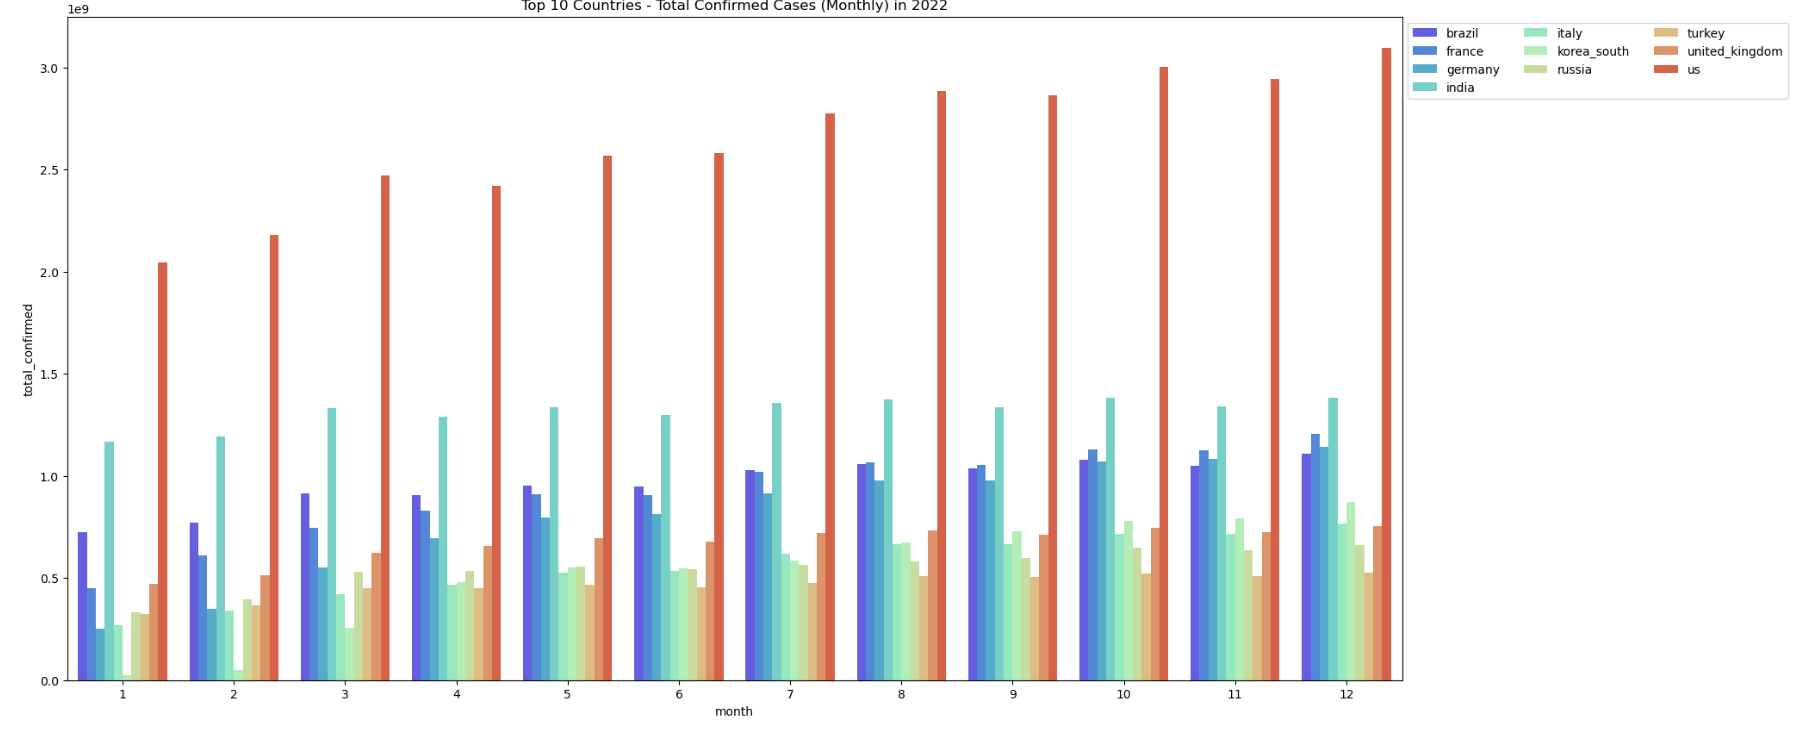 Top 10 Countries - Total Confirmed Cases (Monthly) in 2022
1e9
3.0
2.5
2.0
1.5
1.0
0.5
0.0
total_confirmed
1 2 3 4 5 6 7 8 9 10 11 12
month
brazil italy turkey
france korea_south united_kingdom
germany russia us
india